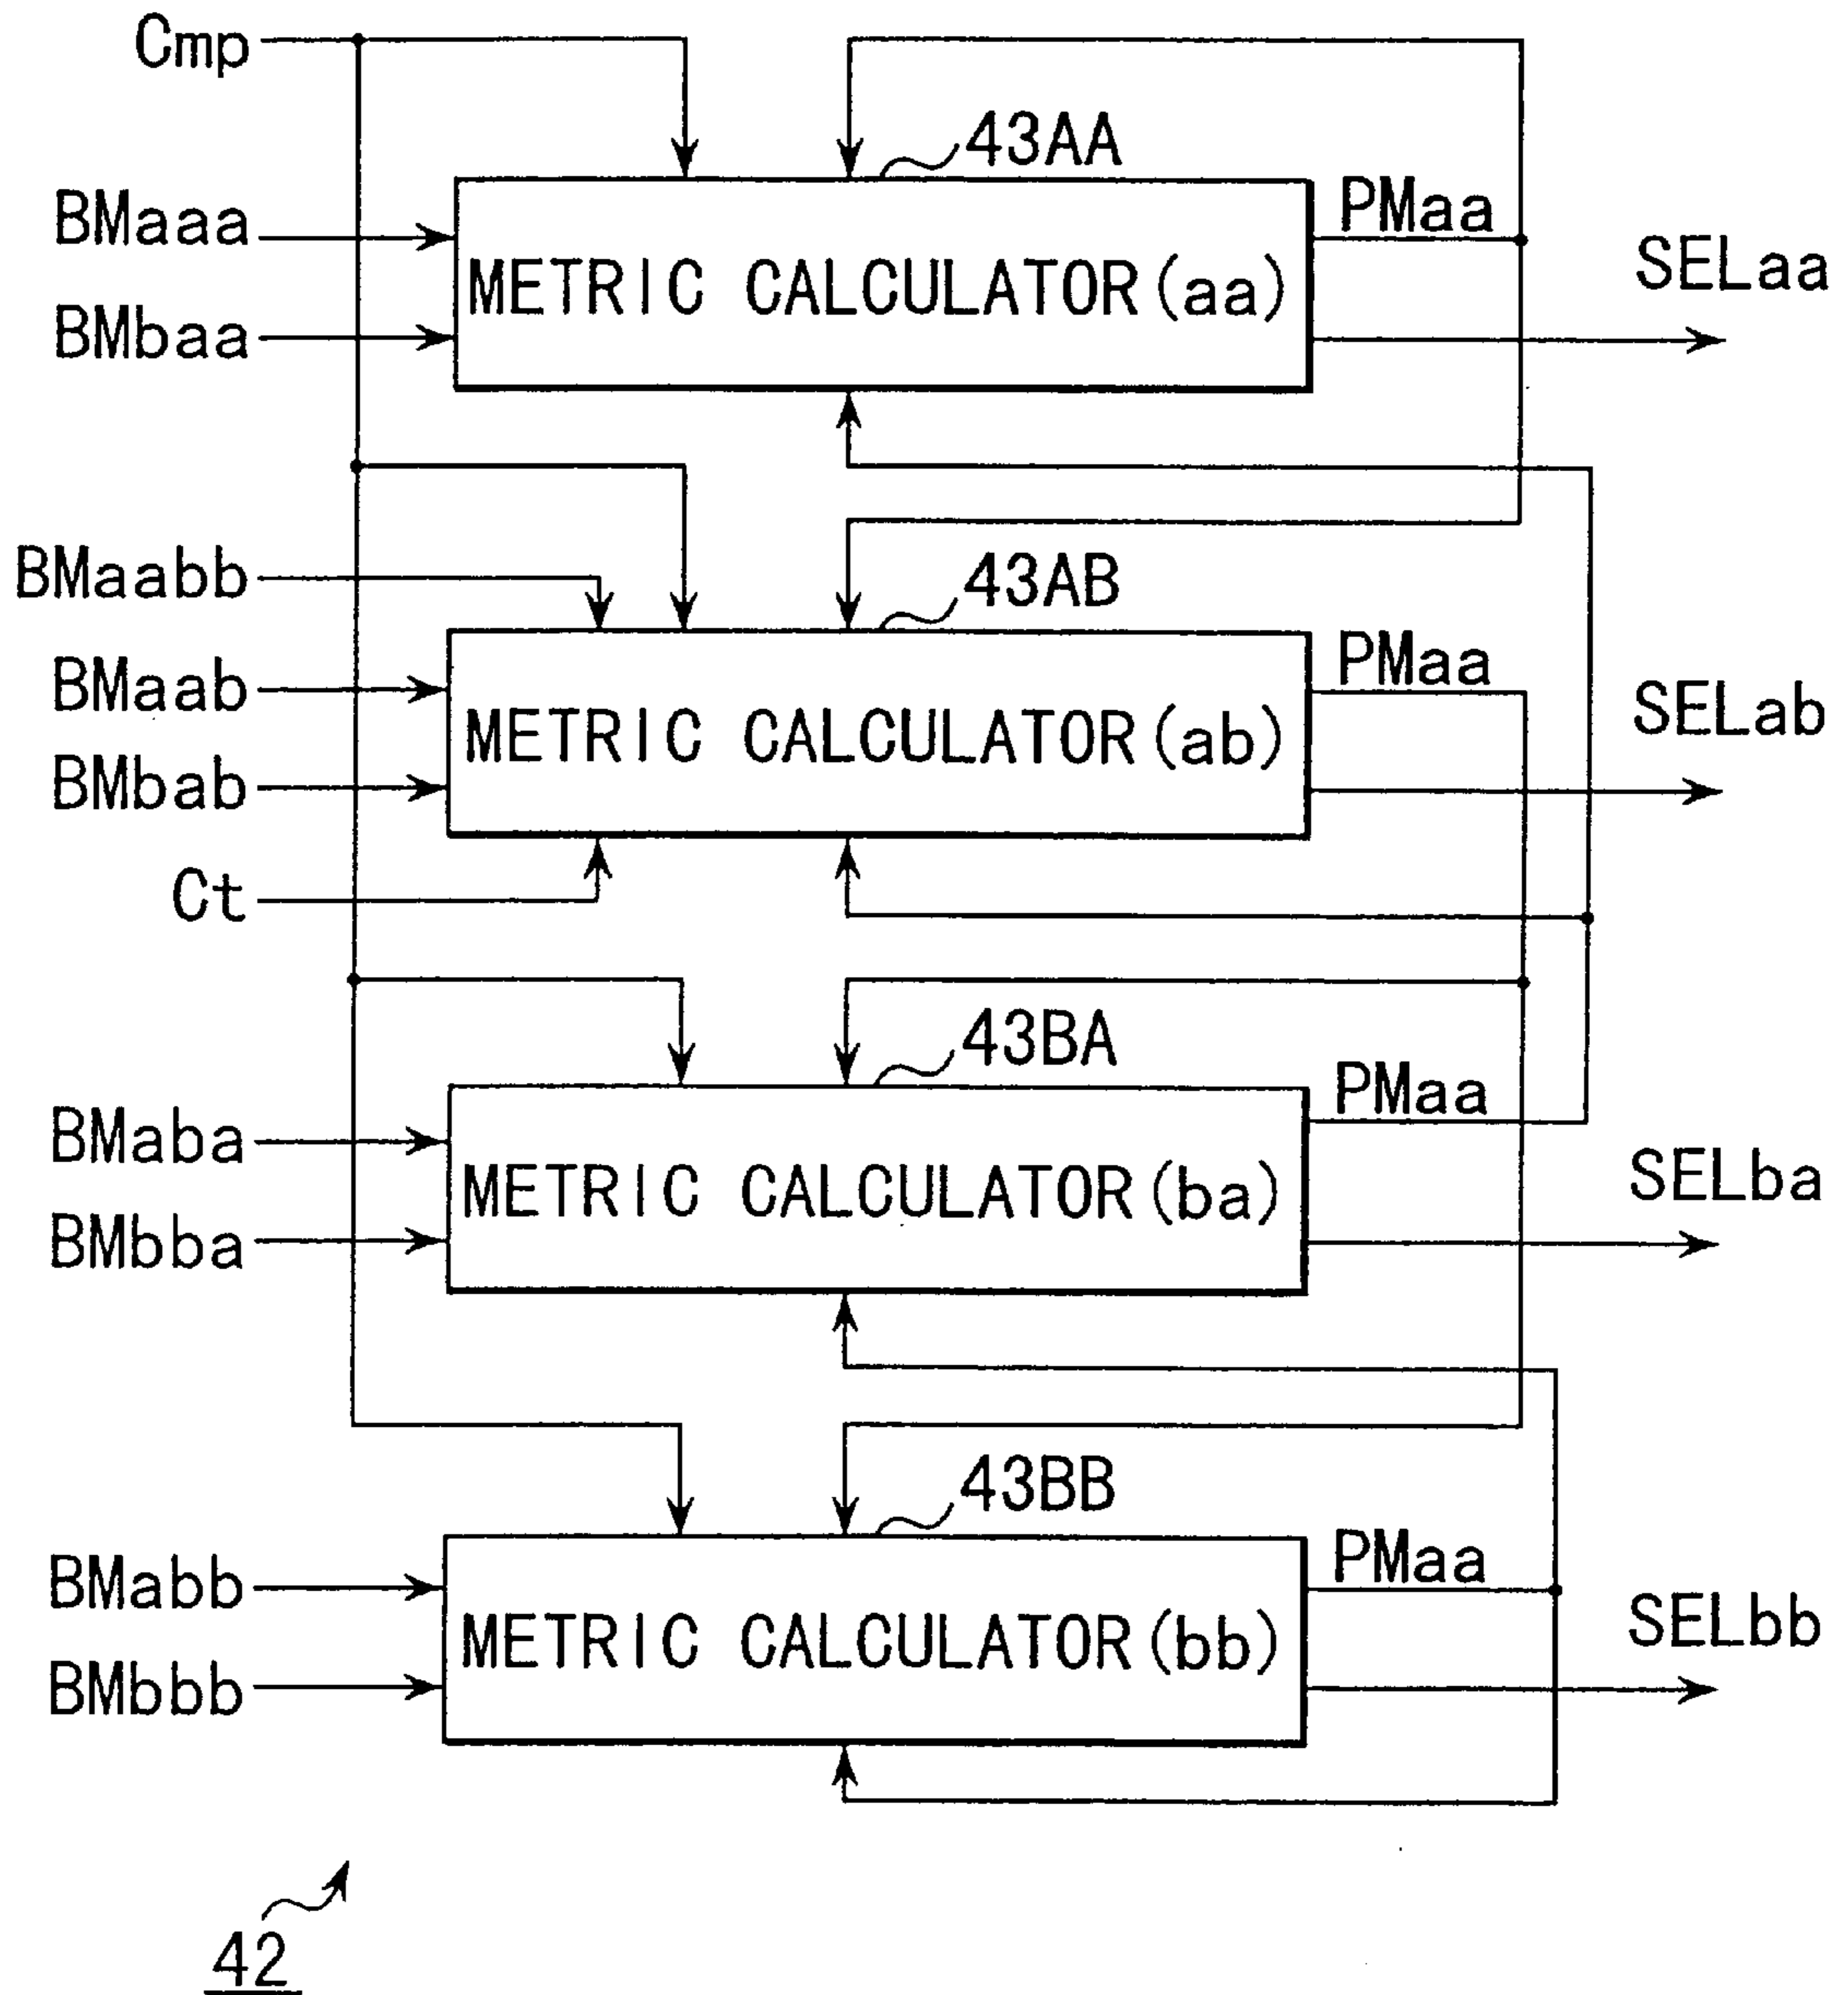 Cmp
43AA
BMaaa
PMaa
METRIC CALCULATOR(aa)
SELaa
BMbaa
BMaabb
43AB
BMaab
PMaa
METRIC CALCULATOR(ab)
SELab
BMbab
Ct
43BA
BMaba
PMaa
METRIC CALCULATOR(ba)
SELba
BMbba
43BB
BMabb
PMaa
METRIC CALCULATOR(bb)
SELbb
BMbbb
42